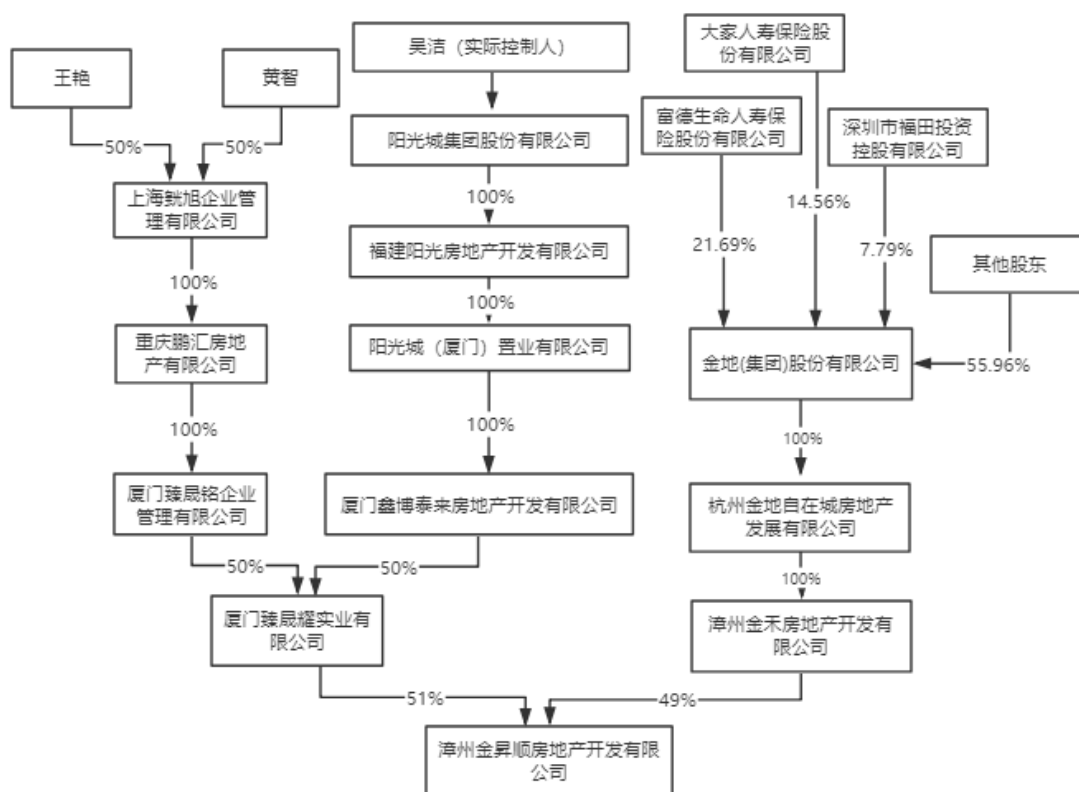 吴洁（实际控制人）
大家人寿保险股
份有限公司
王艳
黄智
富德生命人寿保
险股份有限公司
深圳市福田投资
控股有限公司
阳光城集团股份有限公司
50%
50%
上海觥旭企业管
理有限公司
100%
14.56%
福建阳光房地产开发有限公司
21.69%
7.79%
其他股东
100%
100%
重庆鹏汇房地
产有限公司
阳光城（厦门）置业有限公司
金地(集团)股份有限公司
55.96%
100%
100%
100%
厦门臻晟铭企业
管理有限公司
厦门鑫博泰来房地产开发有限公司
杭州金地自在城房地产
发展有限公司
50%
50%
100%
厦门臻晟耀实业有
限公司
漳州金禾房地产开发有
限公司
51%
49%
漳州金昇顺房地产开发有限
公司